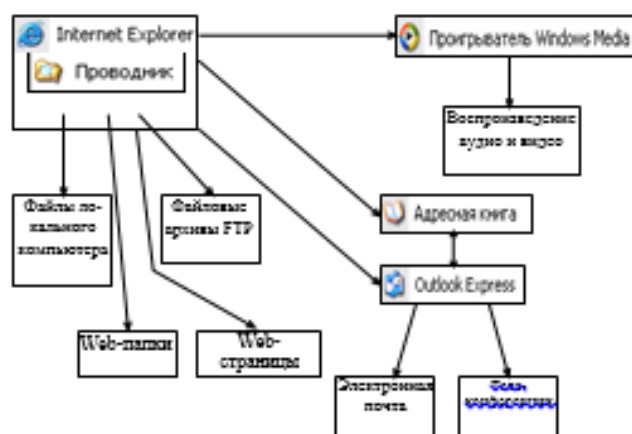 Internet Explorer
Проводник
Проигрыватель Windows Media
Воспроизведение
аудио и видео
Файлы ло-
кального
компьютера
Файловые
архивы FTP
Адресная книга
Outlook Express
Web-папки
Web-
страницы
Электронная
почта